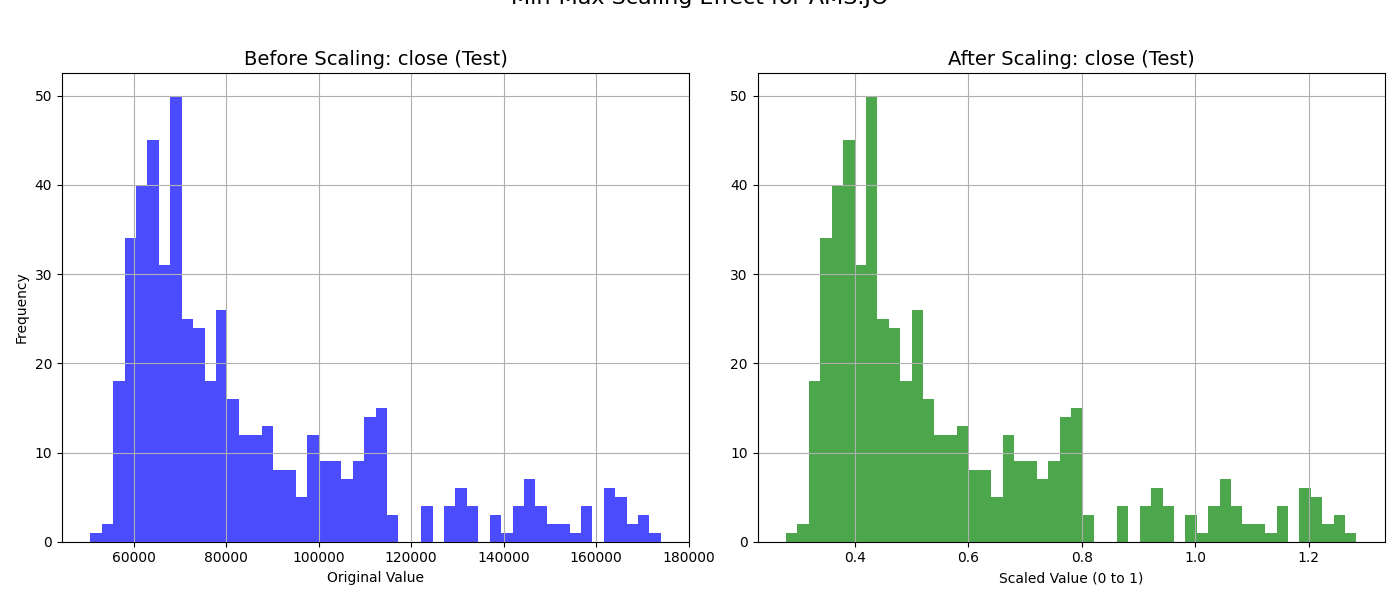 Min-Max Scaling Effect for AMS.JO
Before Scaling: close (Test)
After Scaling: close (Test)
50
40
30
20
10
0
Frequency
60000 80000 100000 120000 140000 160000 180000
Original Value
50
40
30
20
10
0
0.4 0.6 0.8 1.0 1.2
Scaled Value (0 to 1)